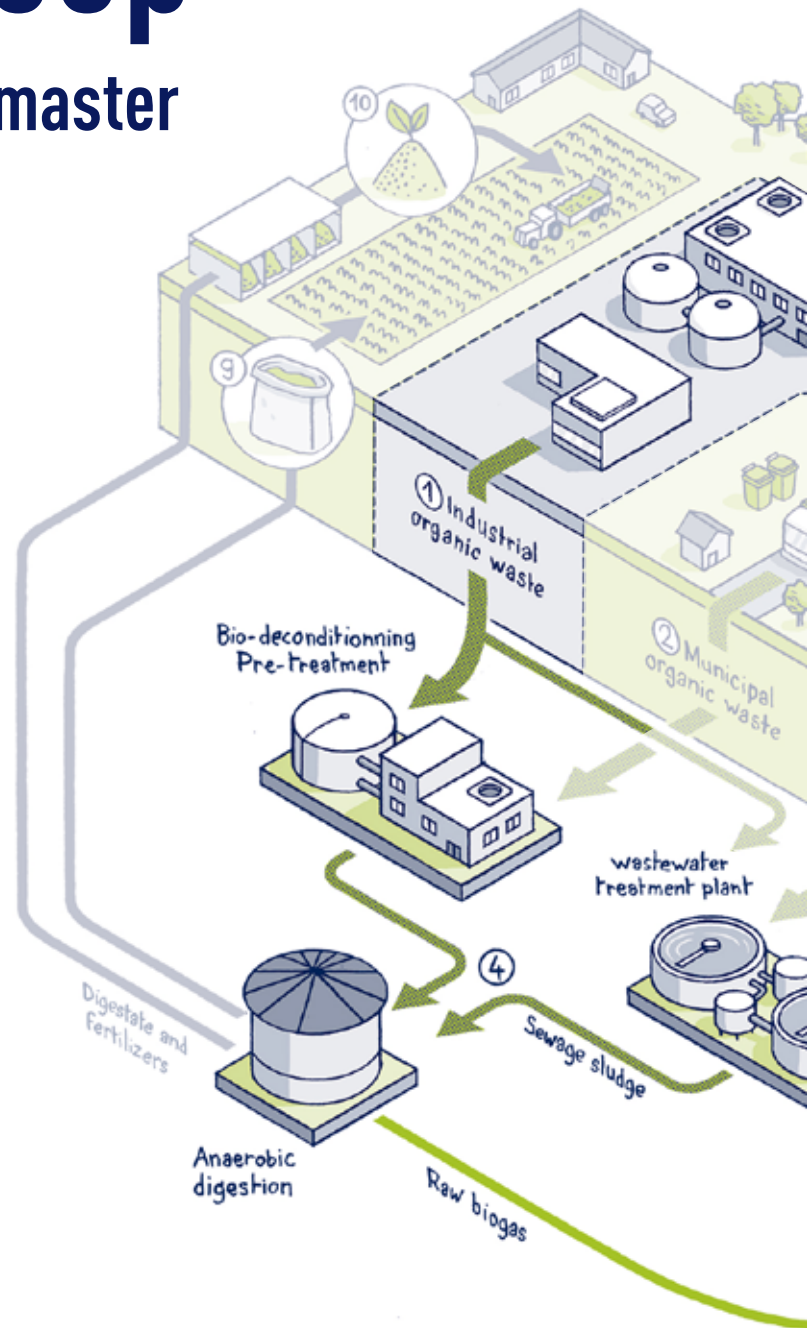 master
10
9
1 Industrial
organic waste
2 Municipal
organic waste
Bio-deconditionning
Pre-treatment
wastewater
treatment plant
4
Sewage sludge
Digestate and
fertilizers
Anaerobic
digestion
Raw biogas